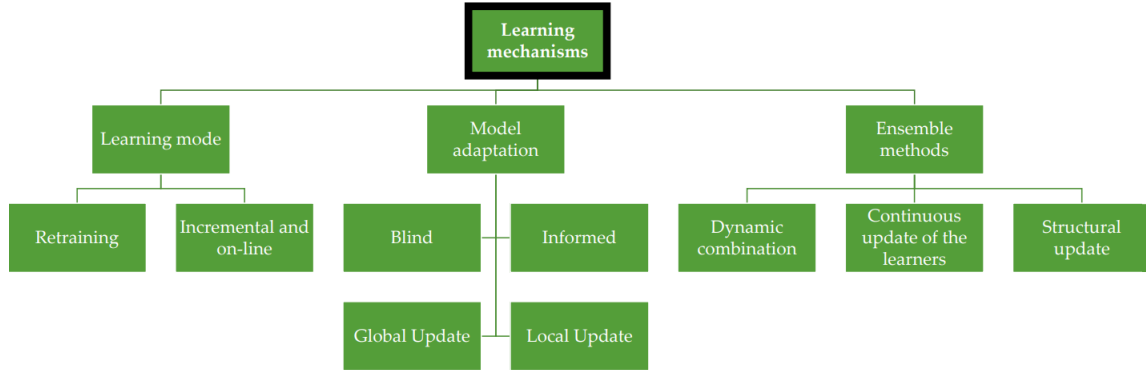 Learning
mechanisms
Learning mode
Model
adaptation
Ensemble
methods
Retraining
Incremental and
on-line
Blind
Informed
Dynamic
combination
Continuous
update of the
learners
Structural
update
Global Update
Local Update